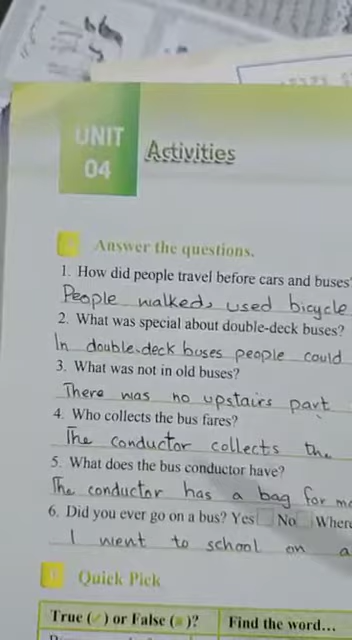 UNIT
04
Activities
Answer the questions.
1. How did people travel before cars and buses
People walked, used bicycle
2. What was special about double-deck buses?
In double-deck buses people could
3. What was not in old buses?
There was no upstairs part
4. Who collects the bus fares?
The conductor collects the
5. What does the bus conductor have?
The conductor has a bag for mo
6. Did you ever go on a bus? Yes No Where
I went to school on a
Quick Pick
True (✓) or False (×)? Find the word...